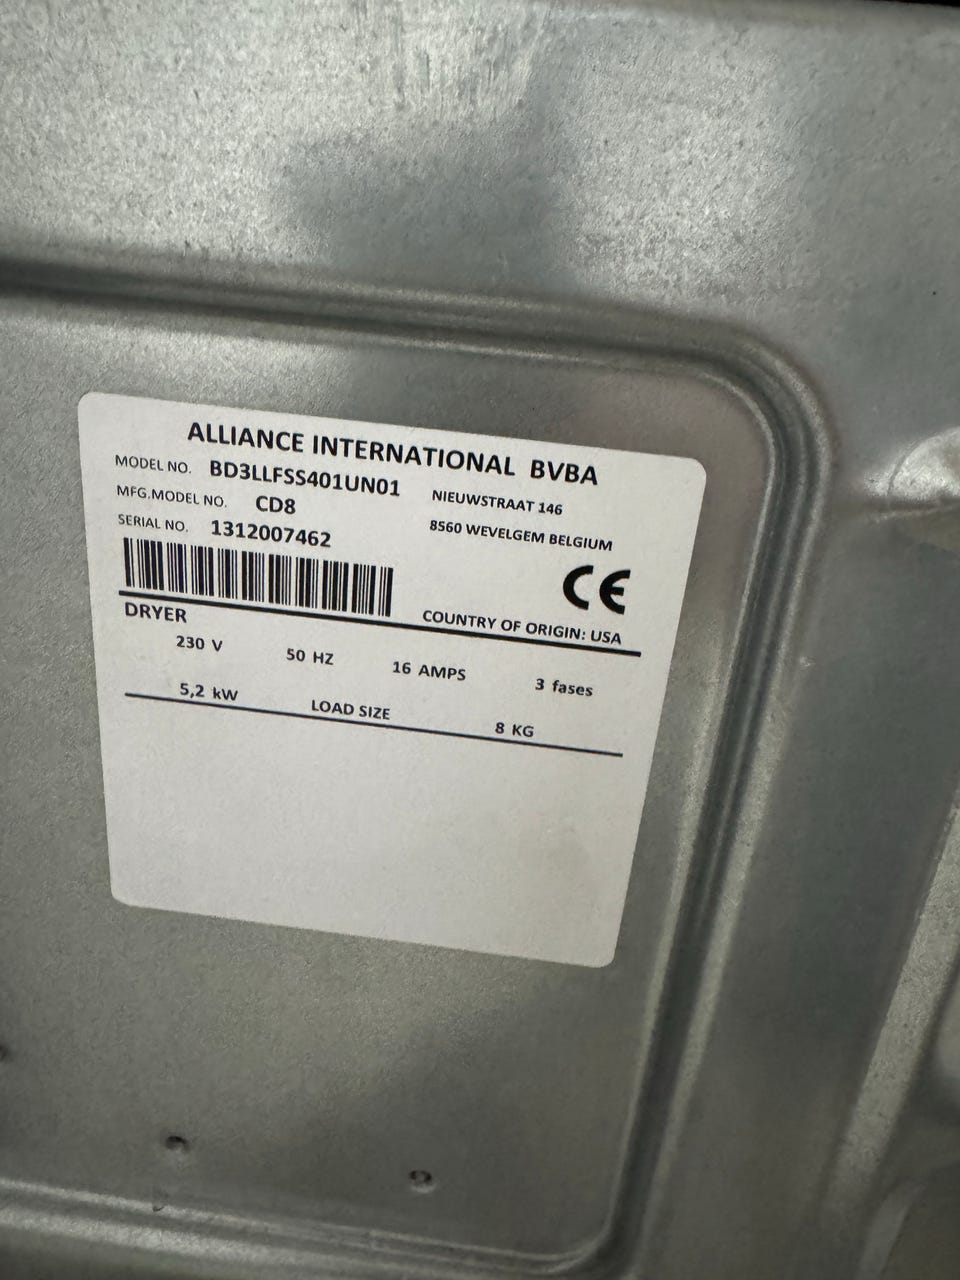 ALLIANCE INTERNATIONAL BVBA
MODEL NO. BD3LLFSS401UN01
NIEUWSTRAAT 146
MFG.MODEL NO. CD8
8560 WEVELGEM BELGIUM
SERIAL NO. 1312007462
CE
COUNTRY OF ORIGIN: USA
DRYER
230 V 50 HZ 16 AMPS 3 fases
5,2 kW LOAD SIZE 8 KG